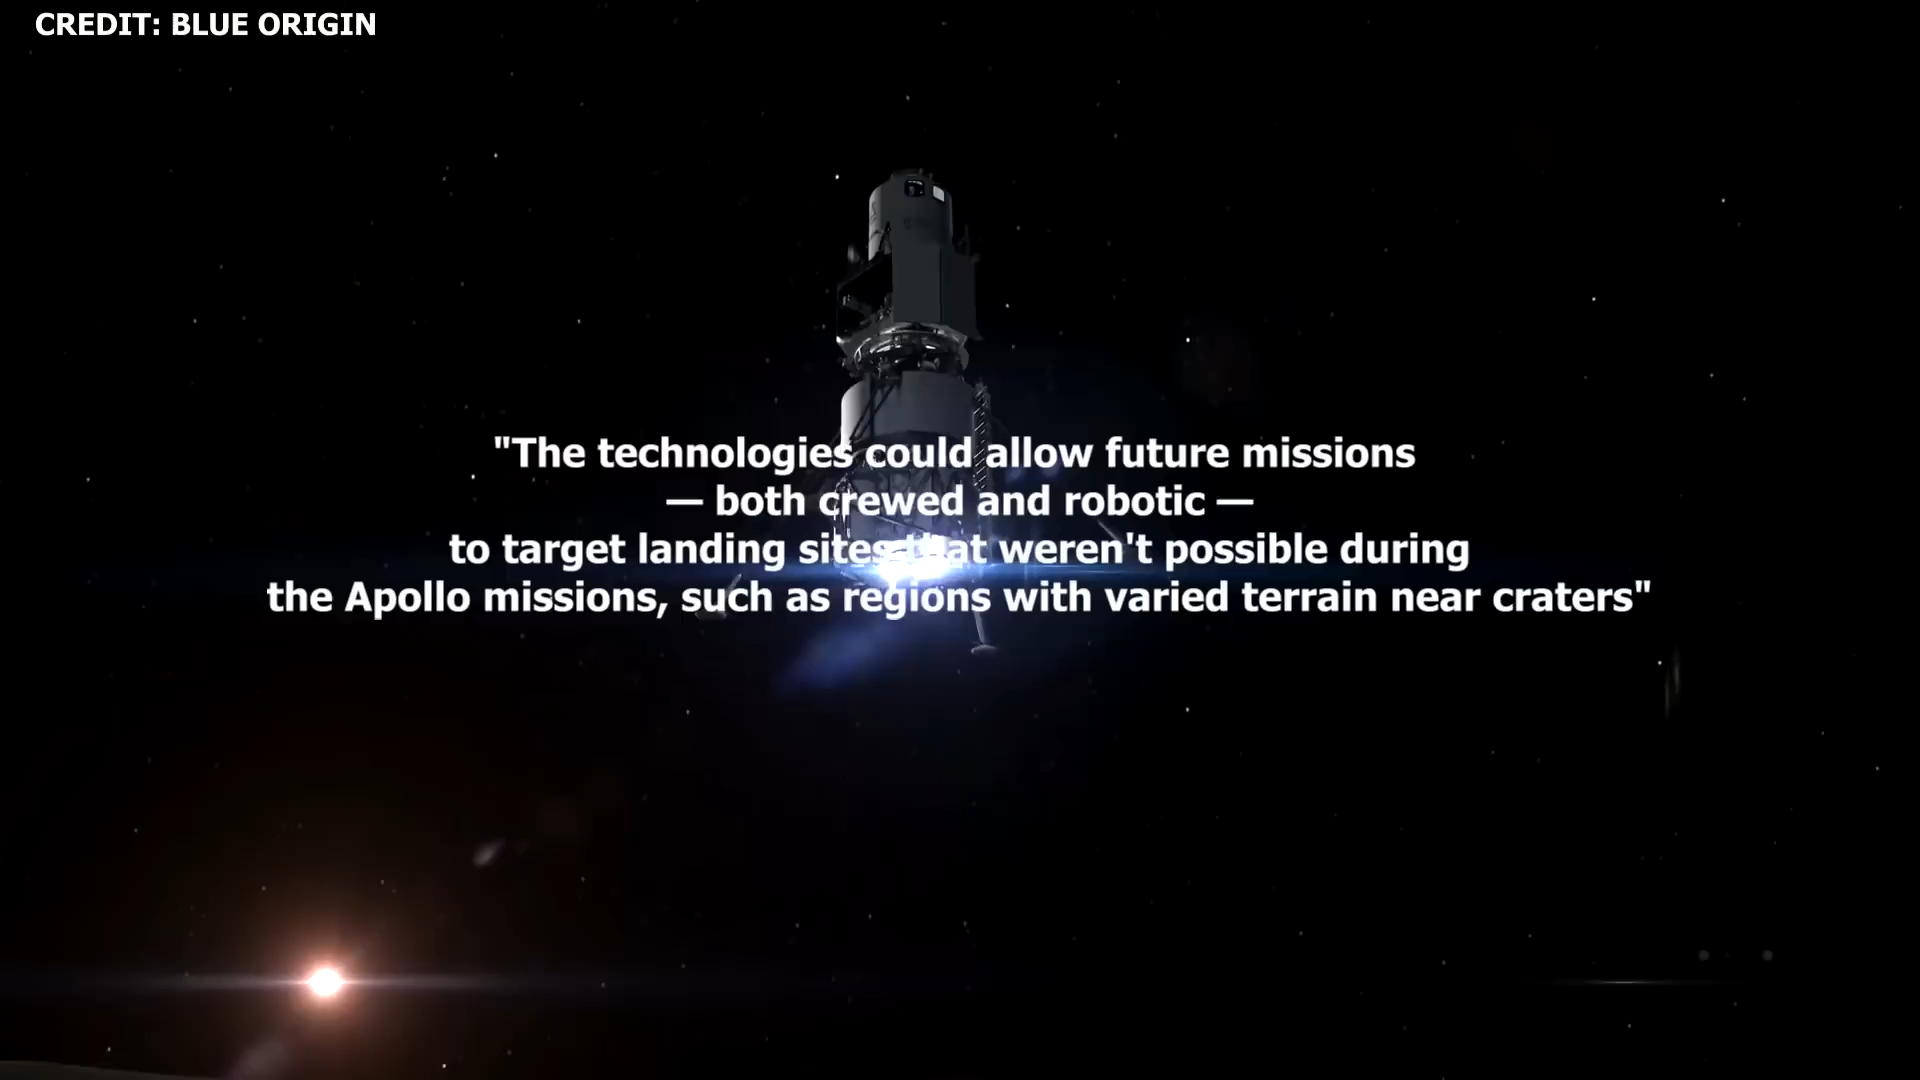 CREDIT: BLUE ORIGIN
"The technologies could allow future missions
— both crewed and robotic —
to target landing sites that weren't possible during
the Apollo missions, such as regions with varied terrain near craters"